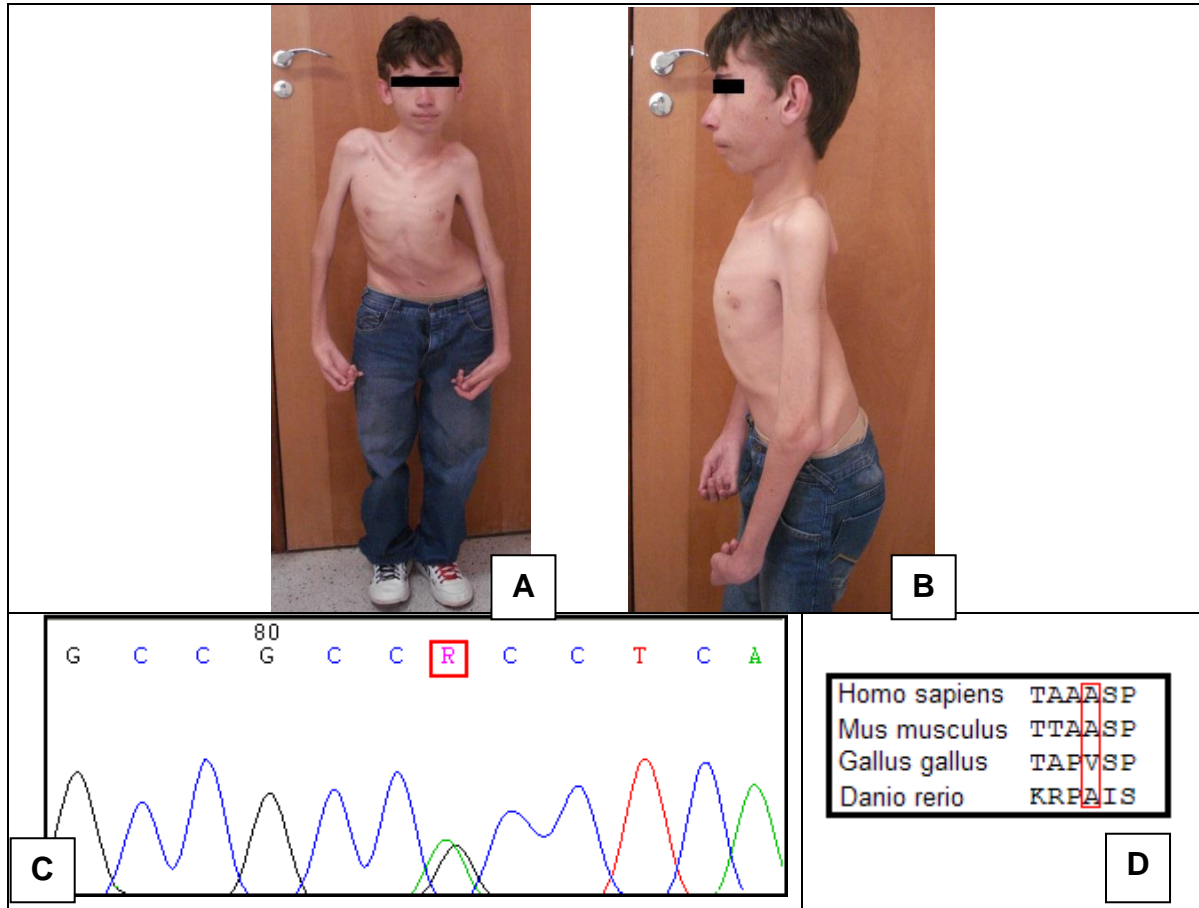 A
B
80
G C C G C C R C C T C A
C
Homo sapiens TAAASP
Mus musculus TTAASP
Gallus gallus TAPVSP
Danio rerio KRPAIS
D